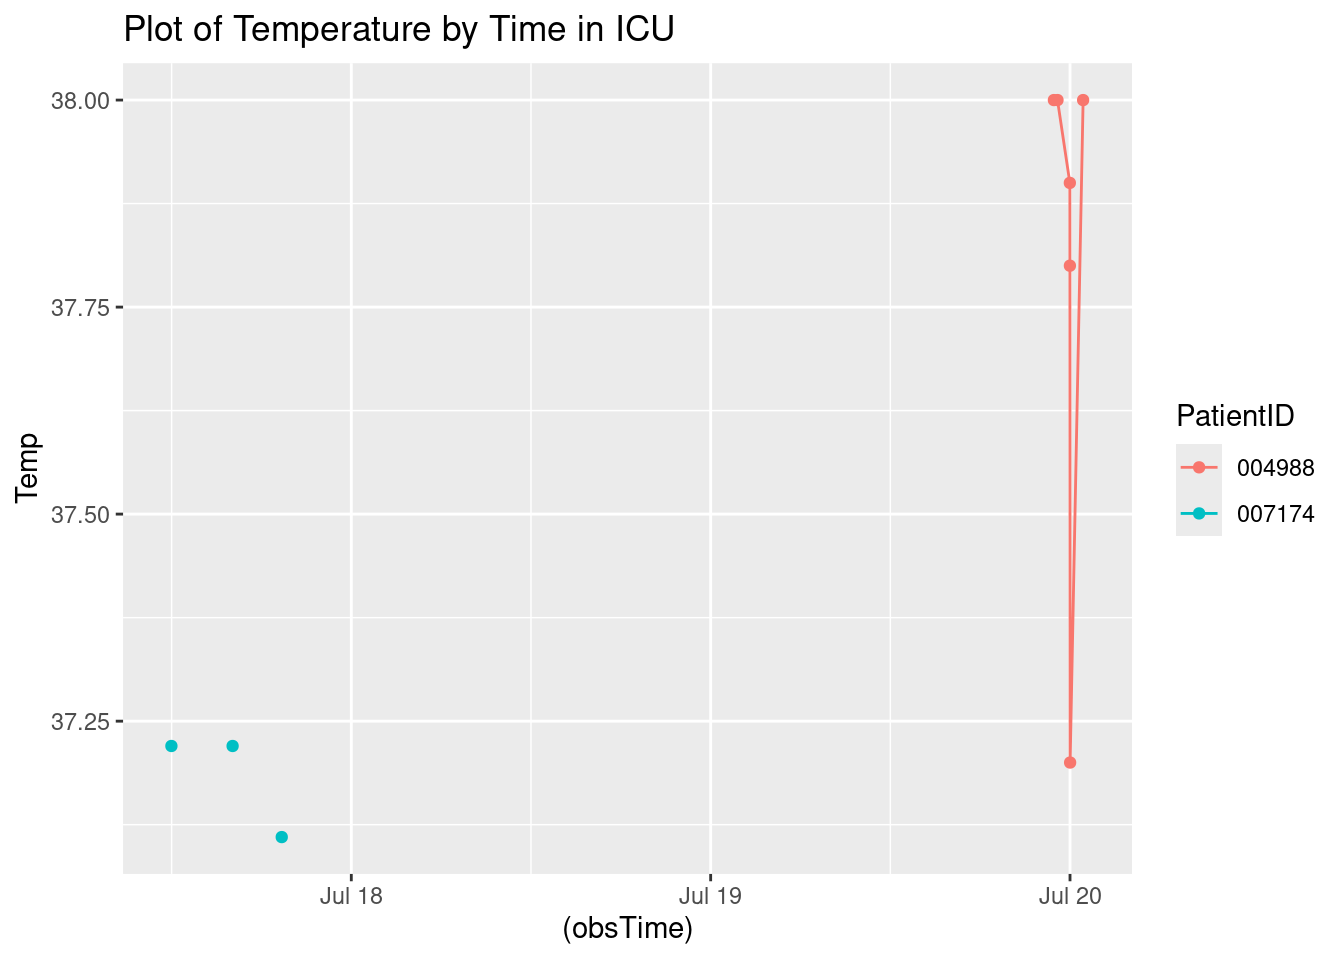 Plot of Temperature by Time in ICU
38.00
37.75
37.50
37.25
Temp
Jul 18
Jul 19
Jul 20
(obsTime)
PatientID
004988
007174